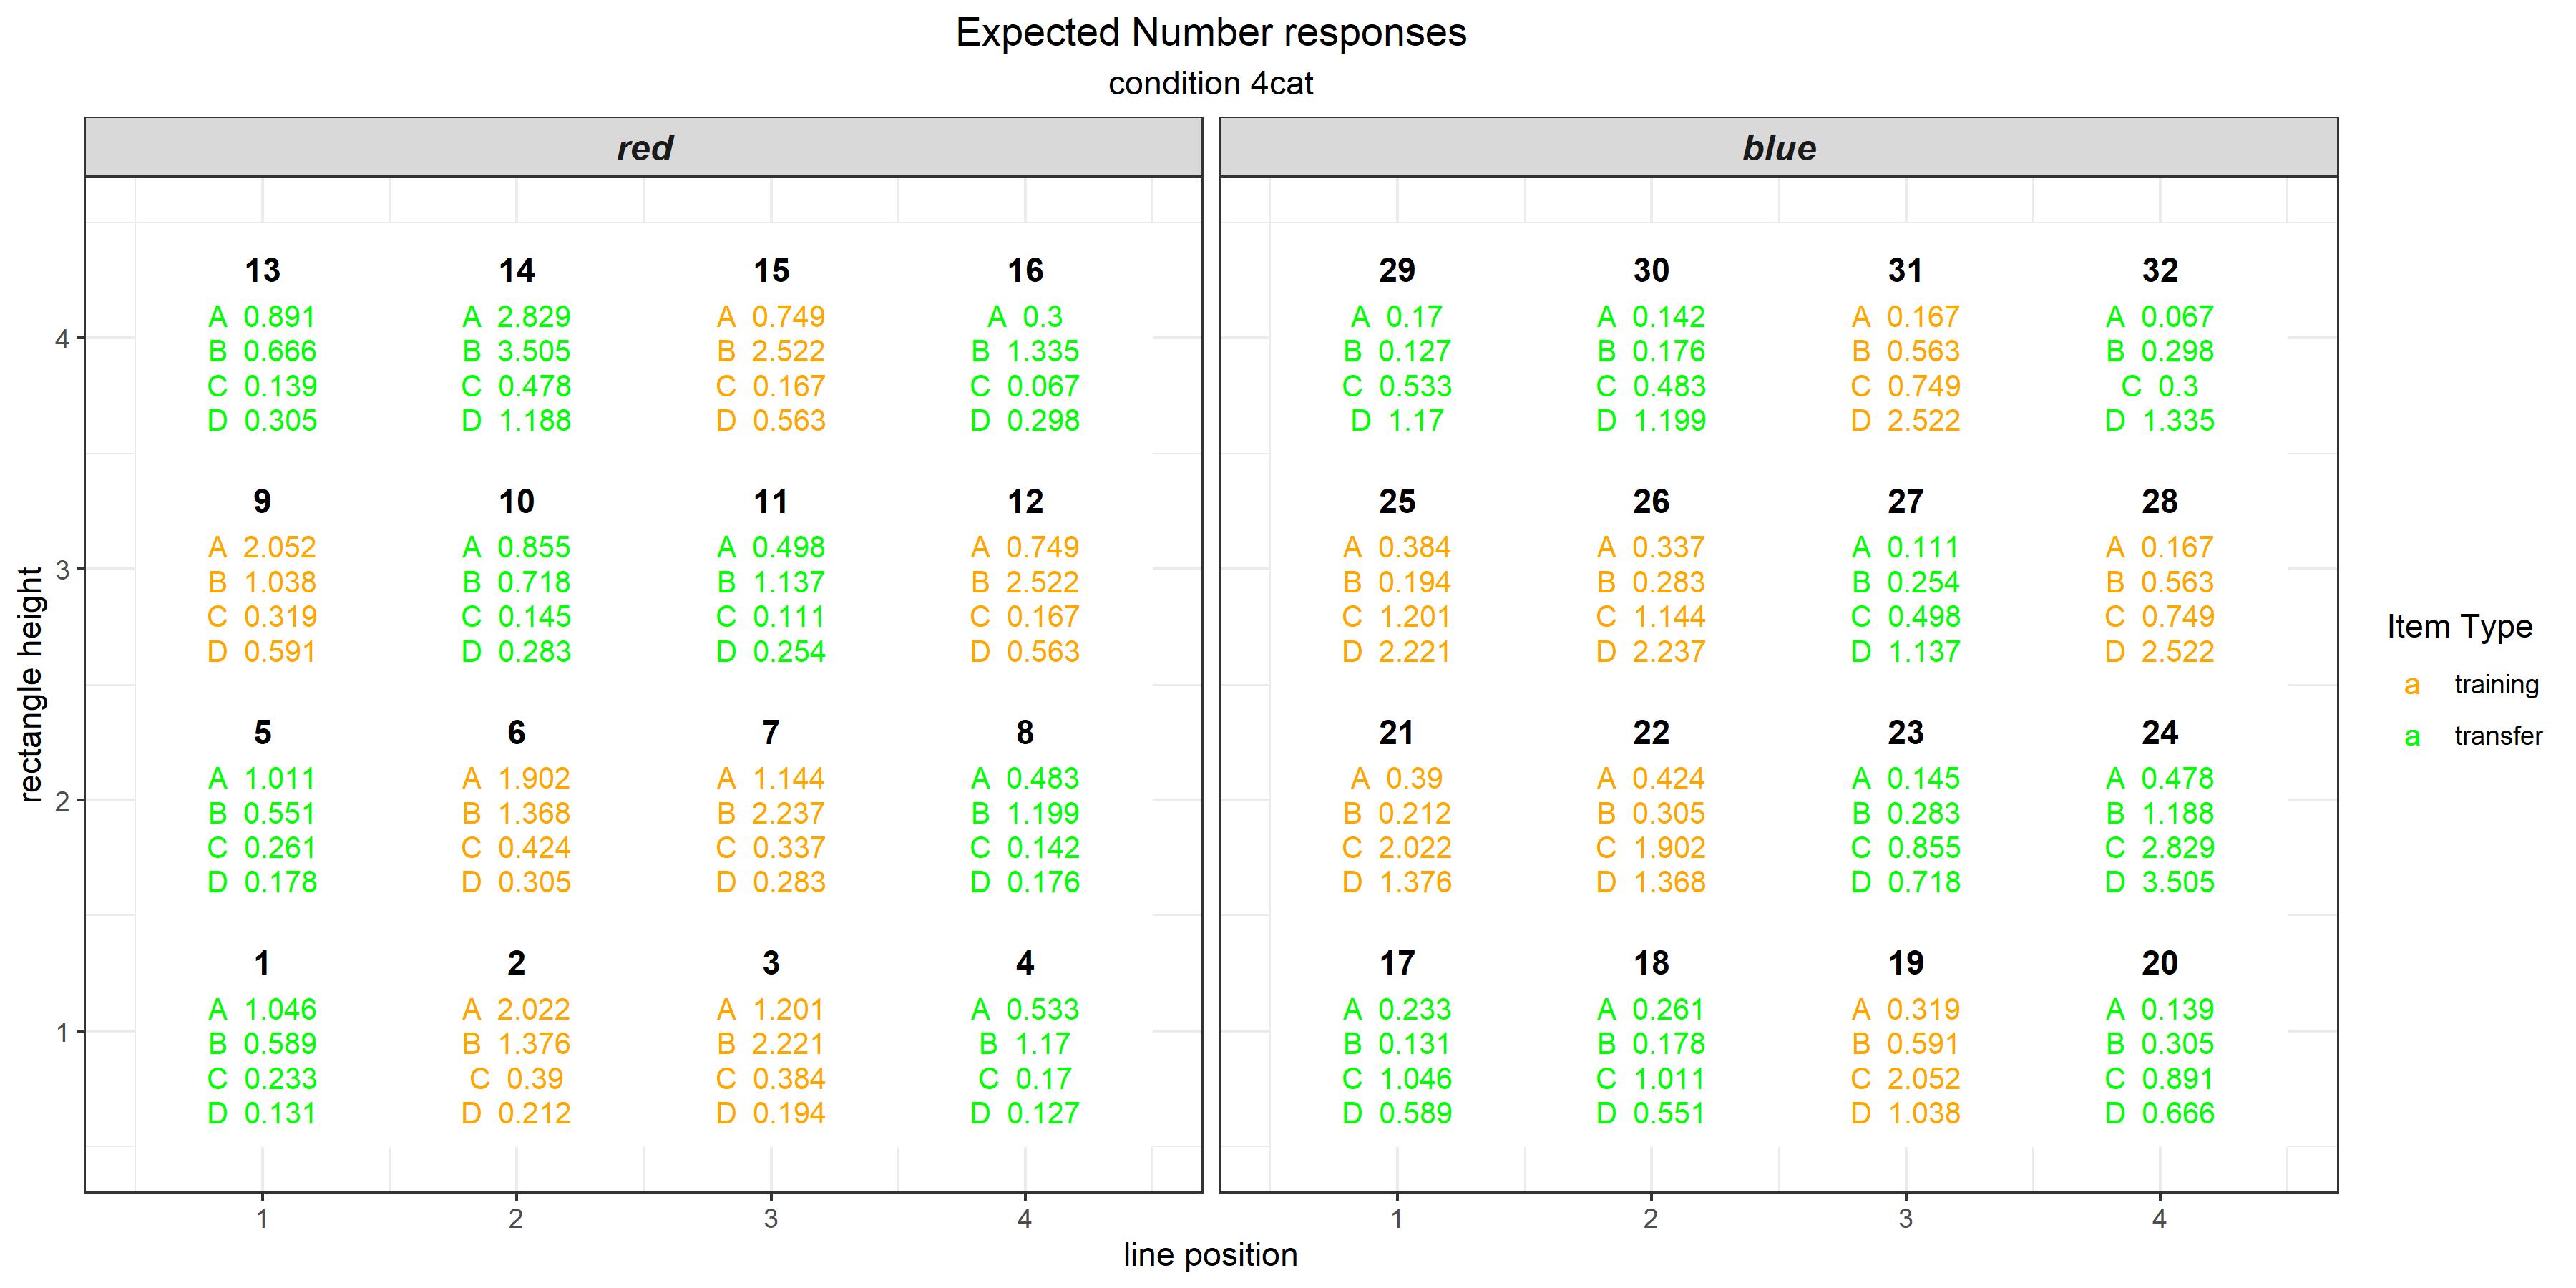 Expected Number responses
condition 4cat
red blue
13 14 15 16 29 30 31 32
A 0.891 A 2.829 A 0.749 A 0.3 A 0.17 A 0.142 A 0.167 A 0.067
4 B 0.666 B 3.505 B 2.522 B 1.335 B 0.127 B 0.176 B 0.563 B 0.298
C 0.139 C 0.478 C 0.167 C 0.067 C 0.533 C 0.483 C 0.749 C 0.3
D 0.305 D 1.188 D 0.563 D 0.298 D 1.17 D 1.199 D 2.522 D 1.335
9 10 11 12 25 26 27 28
A 2.052 A 0.855 A 0.498 A 0.749 A 0.384 A 0.337 A 0.111 A 0.167
3 B 1.038 B 0.718 B 1.137 B 2.522 B 0.194 B 0.283 B 0.254 B 0.563
C 0.319 C 0.145 C 0.111 C 0.167 C 1.201 C 1.144 C 0.498 C 0.749
D 0.591 D 0.283 D 0.254 D 0.563 D 2.221 D 2.237 D 1.137 D 2.522
5 6 7 8 21 22 23 24
A 1.011 A 1.902 A 1.144 A 0.483 A 0.39 A 0.424 A 0.145 A 0.478
2 B 0.551 B 1.368 B 2.237 B 1.199 B 0.212 B 0.305 B 0.283 B 1.188
C 0.261 C 0.424 C 0.337 C 0.142 C 2.022 C 1.902 C 0.855 C 2.829
D 0.178 D 0.305 D 0.283 D 0.176 D 1.376 D 1.368 D 0.718 D 3.505
1 2 3 4 17 18 19 20
A 1.046 A 2.022 A 1.201 A 0.533 A 0.233 A 0.261 A 0.319 A 0.139
1 B 0.589 B 1.376 B 2.221 B 1.17 B 0.131 B 0.178 B 0.591 B 0.305
C 0.233 C 0.39 C 0.384 C 0.17 C 1.046 C 1.011 C 2.052 C 0.891
D 0.131 D 0.212 D 0.194 D 0.127 D 0.589 D 0.551 D 1.038 D 0.666
1 2 3 4 1 2 3 4
line position
rectangle height
Item Type
a training
a transfer